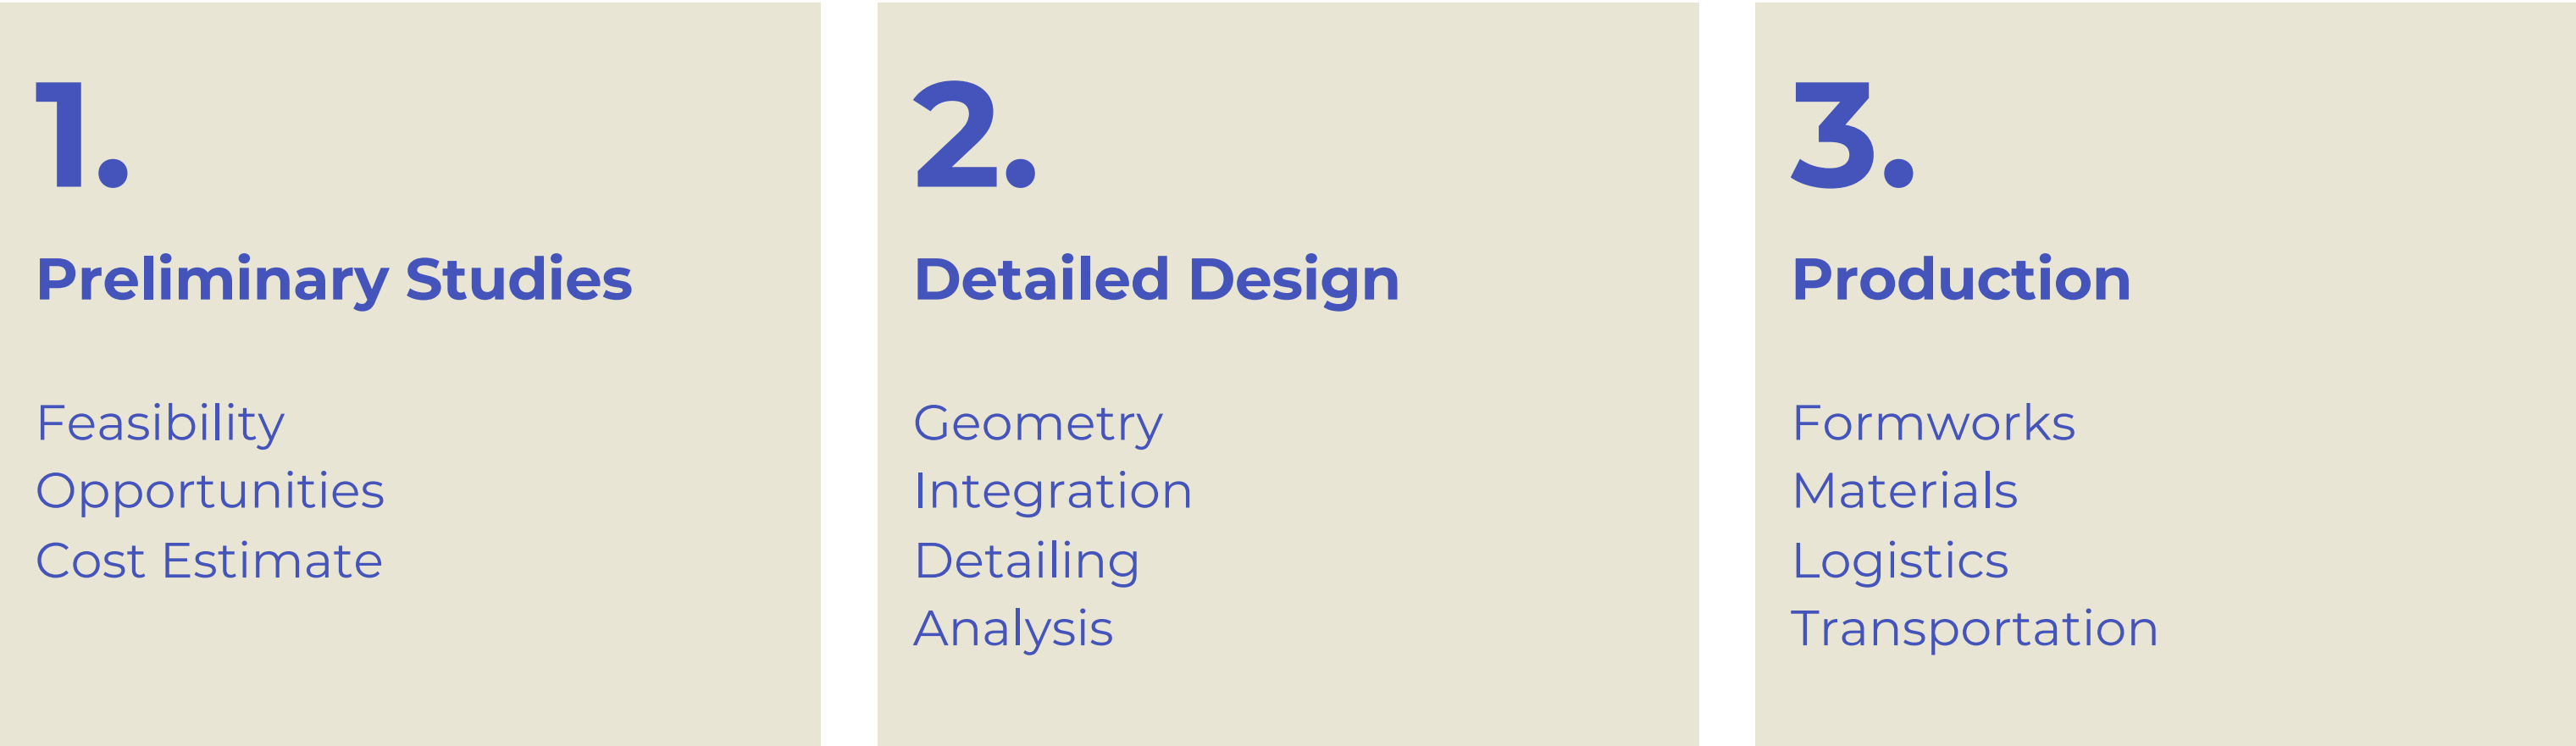 1.
Preliminary Studies
Feasibility
Opportunities
Cost Estimate
2.
Detailed Design
Geometry
Integration
Detailing
Analysis
3.
Production
Formworks
Materials
Logistics
Transportation